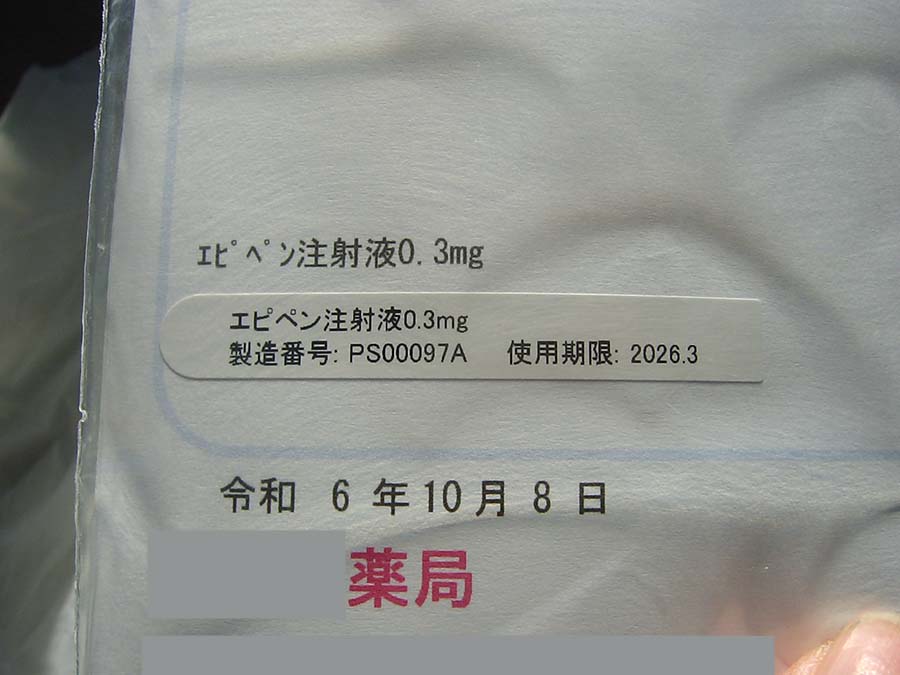 ｴﾋﾟﾍﾟﾝ注射液0.3mg
エピペン注射液0.3mg
製造番号: PS00097A 使用期限: 2026.3
令和 6 年10月 8 日
薬局